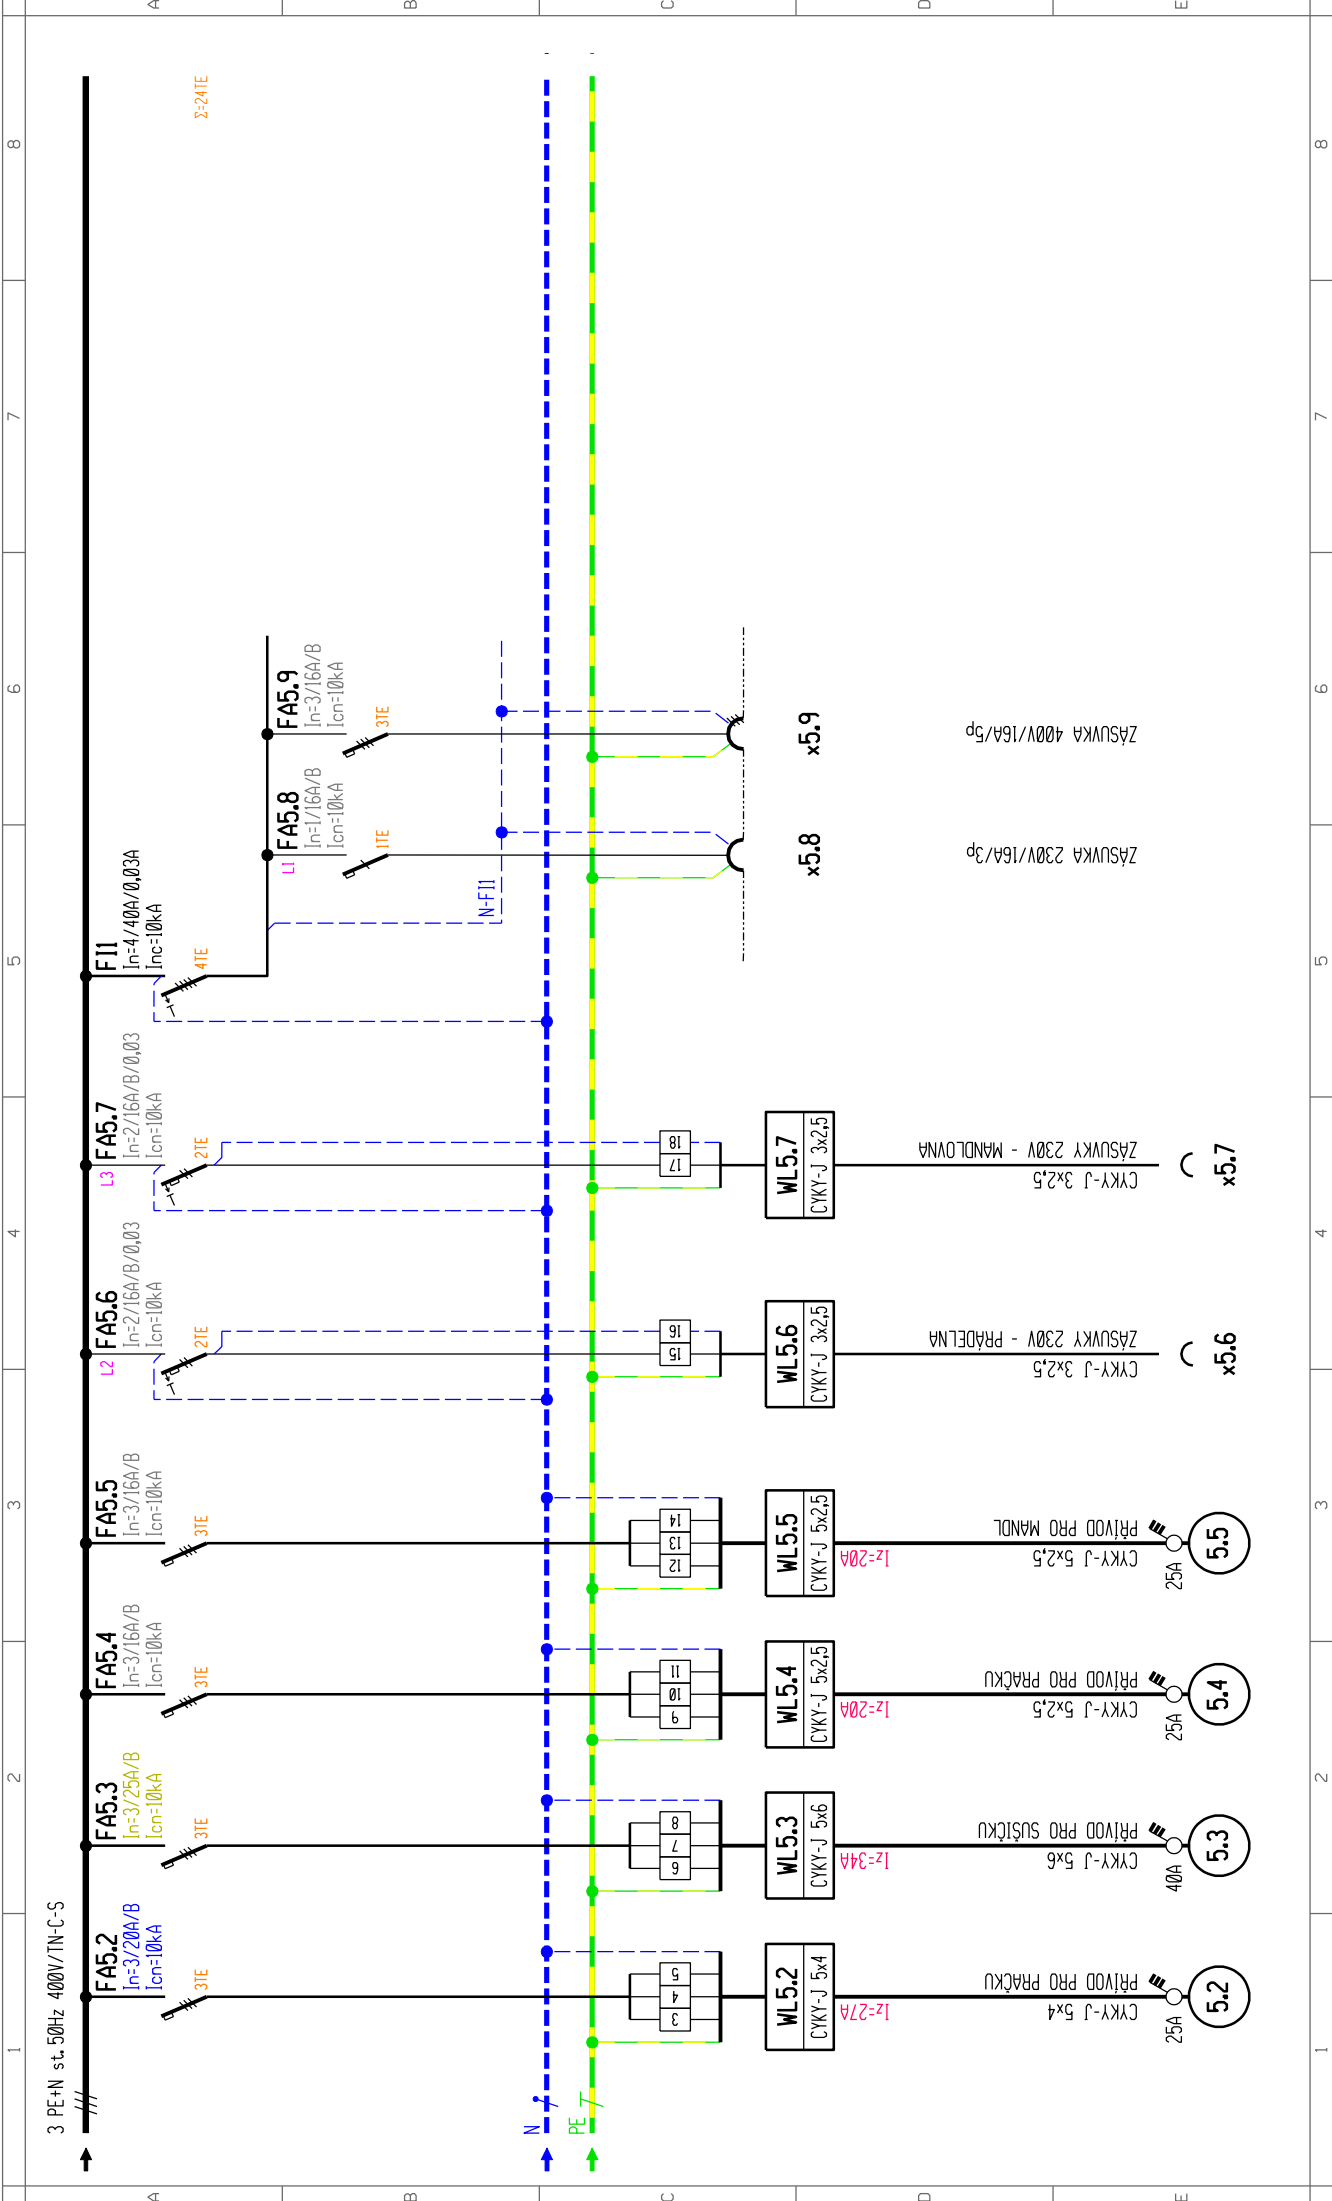 3 PE+N st. 50Hz 400V/TN-C-S
FA5.2
In=3/20A/B
Icn=10kA
3TE
FA5.3
In=3/25A/B
Icn=10kA
3TE
FA5.4
In=3/16A/B
Icn=10kA
3TE
FA5.5
In=3/16A/B
Icn=10kA
3TE
L2
FA5.6
In=2/16A/B/0,03
Icn=10kA
2TE
L3
FA5.7
In=2/16A/B/0,03
Icn=10kA
2TE
FI1
In=4/40A/0,03A
Inc=10kA
4TE
L1
FA5.8
In=1/16A/B
Icn=10kA
1TE
FA5.9
In=3/16A/B
Icn=10kA
3TE
Σ=24TE
N-FI1
N
PE
3 4 5
6 7 8
9 10 11
12 13 14
15 16
17 18
WL5.2
CYKY-J 5x4
WL5.3
CYKY-J 5x6
WL5.4
CYKY-J 5x2,5
WL5.5
CYKY-J 5x2,5
WL5.6
CYKY-J 3x2,5
WL5.7
CYKY-J 3x2,5
x5.8
x5.9
Iz=27A
Iz=34A
Iz=20A
Iz=20A
PŘÍVOD PRO PRAČKU
CYKY-J 5x4
PŘÍVOD PRO SUŠIČKU
CYKY-J 5x6
PŘÍVOD PRO PRAČKU
CYKY-J 5x2,5
PŘÍVOD PRO MANDL
CYKY-J 5x2,5
ZÁSUVKY 230V - PRÁDELNA
CYKY-J 3x2,5
ZÁSUVKY 230V - MANDLOVNA
CYKY-J 3x2,5
ZÁSUVKA 230V/16A/3p
ZÁSUVKA 400V/16A/5p
25A
5.2
40A
5.3
25A
5.4
25A
5.5
x5.6
x5.7
1 2 3 4 5 6 7 8
1 2 3 4 5 6 7 8
A B C D E
A B C D E